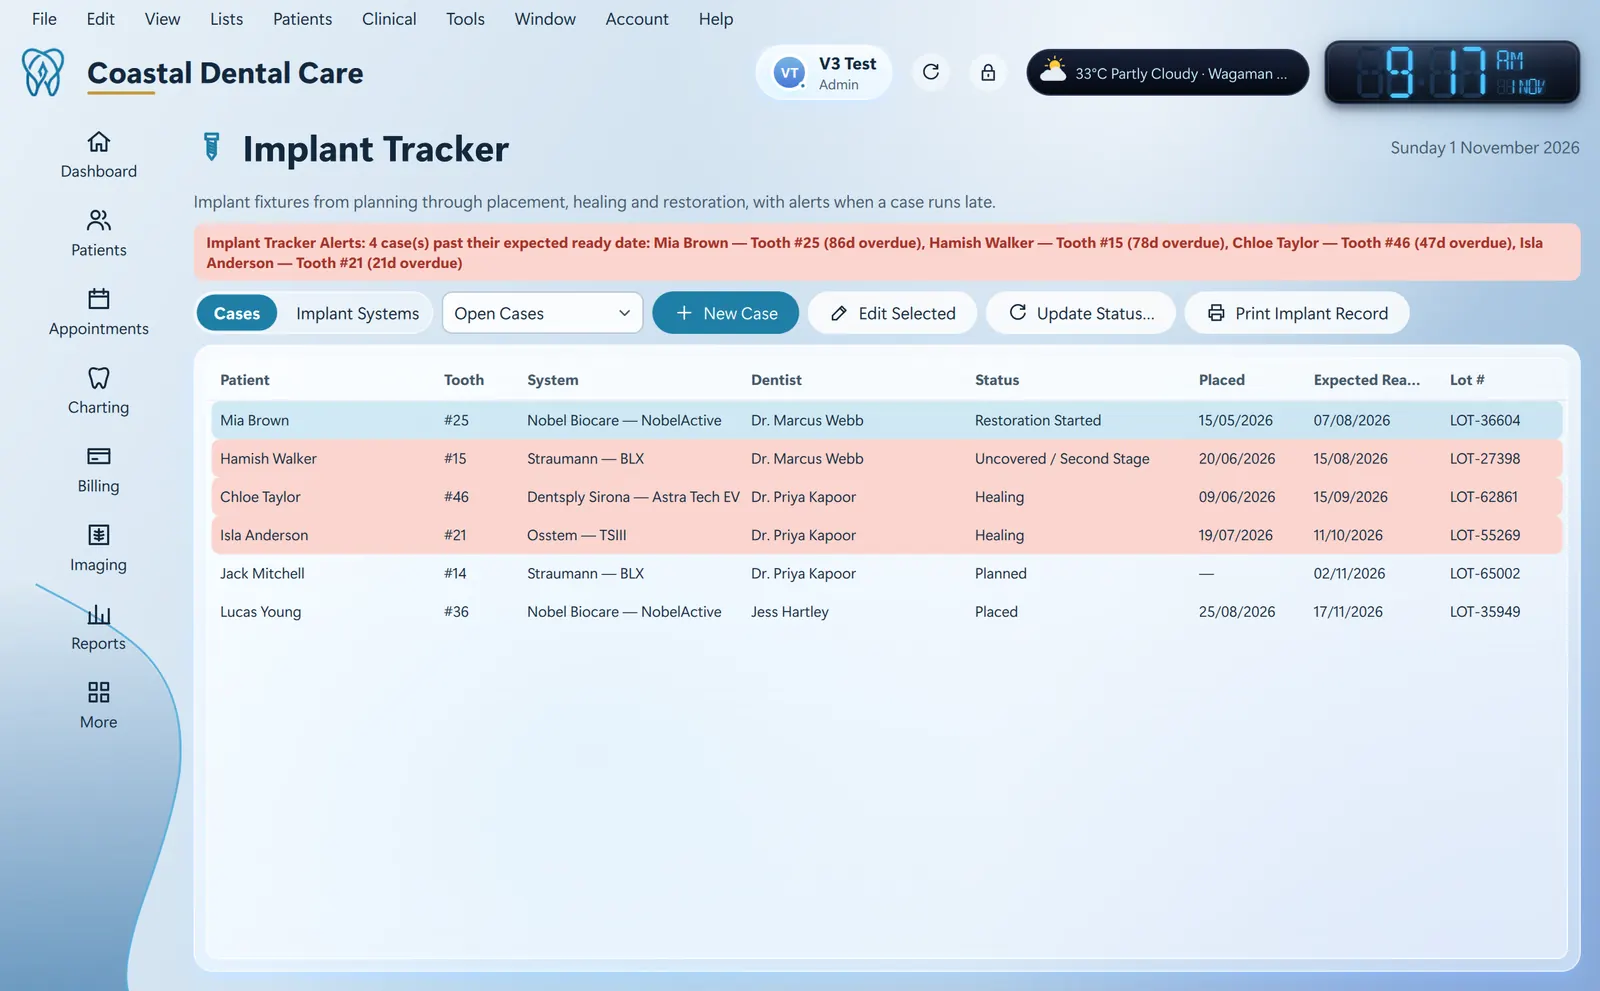 File Edit View Lists Patients Clinical Tools Window Account Help
Coastal Dental Care
VT
V3 Test
Admin
33°C Partly Cloudy · Wagaman ...
9 17 AM
1 NOV
Dashboard
Patients
Appointments
Charting
Billing
Imaging
Reports
More
Implant Tracker
Sunday 1 November 2026
Implant fixtures from planning through placement, healing and restoration, with alerts when a case runs late.
Implant Tracker Alerts: 4 case(s) past their expected ready date: Mia Brown — Tooth #25 (86d overdue), Hamish Walker — Tooth #15 (78d overdue), Chloe Taylor — Tooth #46 (47d overdue), Isla
Anderson — Tooth #21 (21d overdue)
Cases Implant Systems Open Cases New Case Edit Selected Update Status... Print Implant Record
Patient Tooth System Dentist Status Placed Expected Rea... Lot #
Mia Brown #25 Nobel Biocare — NobelActive Dr. Marcus Webb Restoration Started 15/05/2026 07/08/2026 LOT-36604
Hamish Walker #15 Straumann — BLX Dr. Marcus Webb Uncovered / Second Stage 20/06/2026 15/08/2026 LOT-27398
Chloe Taylor #46 Dentsply Sirona — Astra Tech EV Dr. Priya Kapoor Healing 09/06/2026 15/09/2026 LOT-62861
Isla Anderson #21 Osstem — TSIII Dr. Priya Kapoor Healing 19/07/2026 11/10/2026 LOT-55269
Jack Mitchell #14 Straumann — BLX Dr. Priya Kapoor Planned — 02/11/2026 LOT-65002
Lucas Young #36 Nobel Biocare — NobelActive Jess Hartley Placed 25/08/2026 17/11/2026 LOT-35949